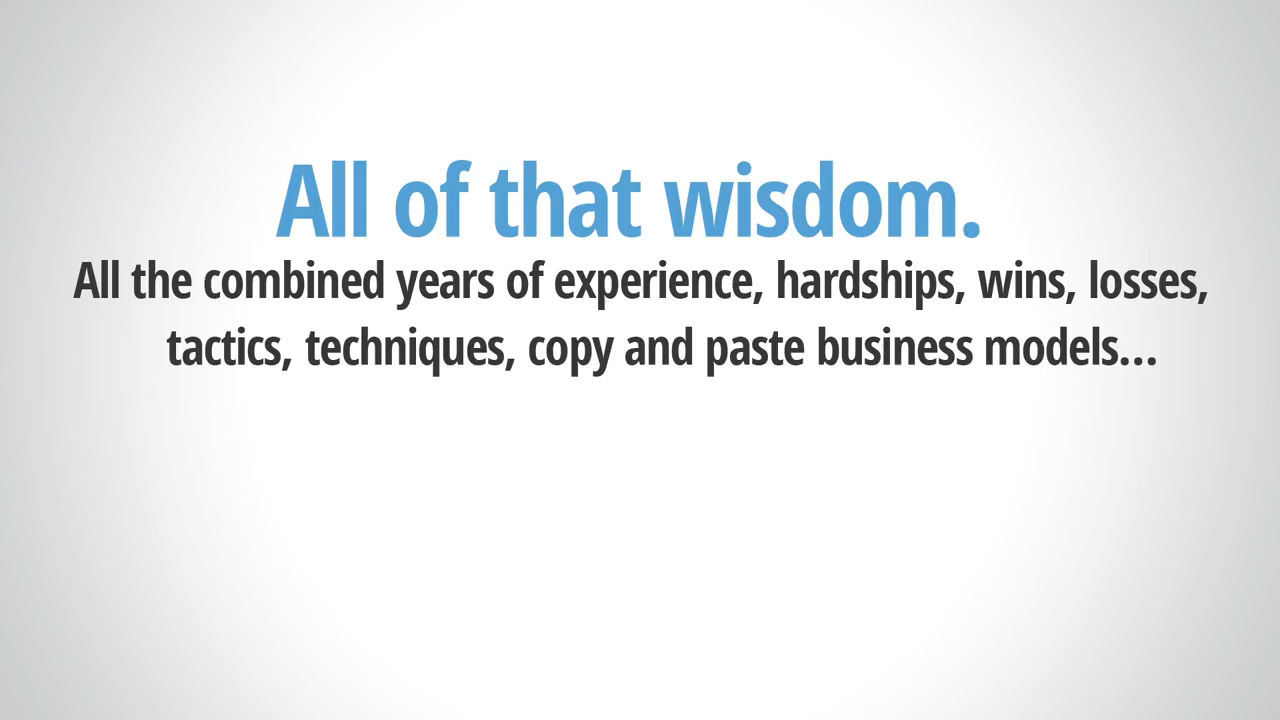 All of that wisdom.
All the combined years of experience, hardships, wins, losses,
tactics, techniques, copy and paste business models...